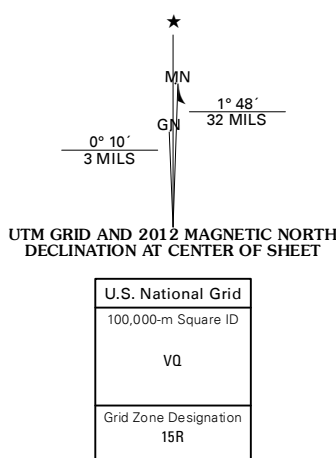 ★
MN
1° 48´
32 MILS
GN
0° 10´
3 MILS
UTM GRID AND 2012 MAGNETIC NORTH
DECLINATION AT CENTER OF SHEET
U.S. National Grid
100,000-m Square ID
VQ
Grid Zone Designation
15R